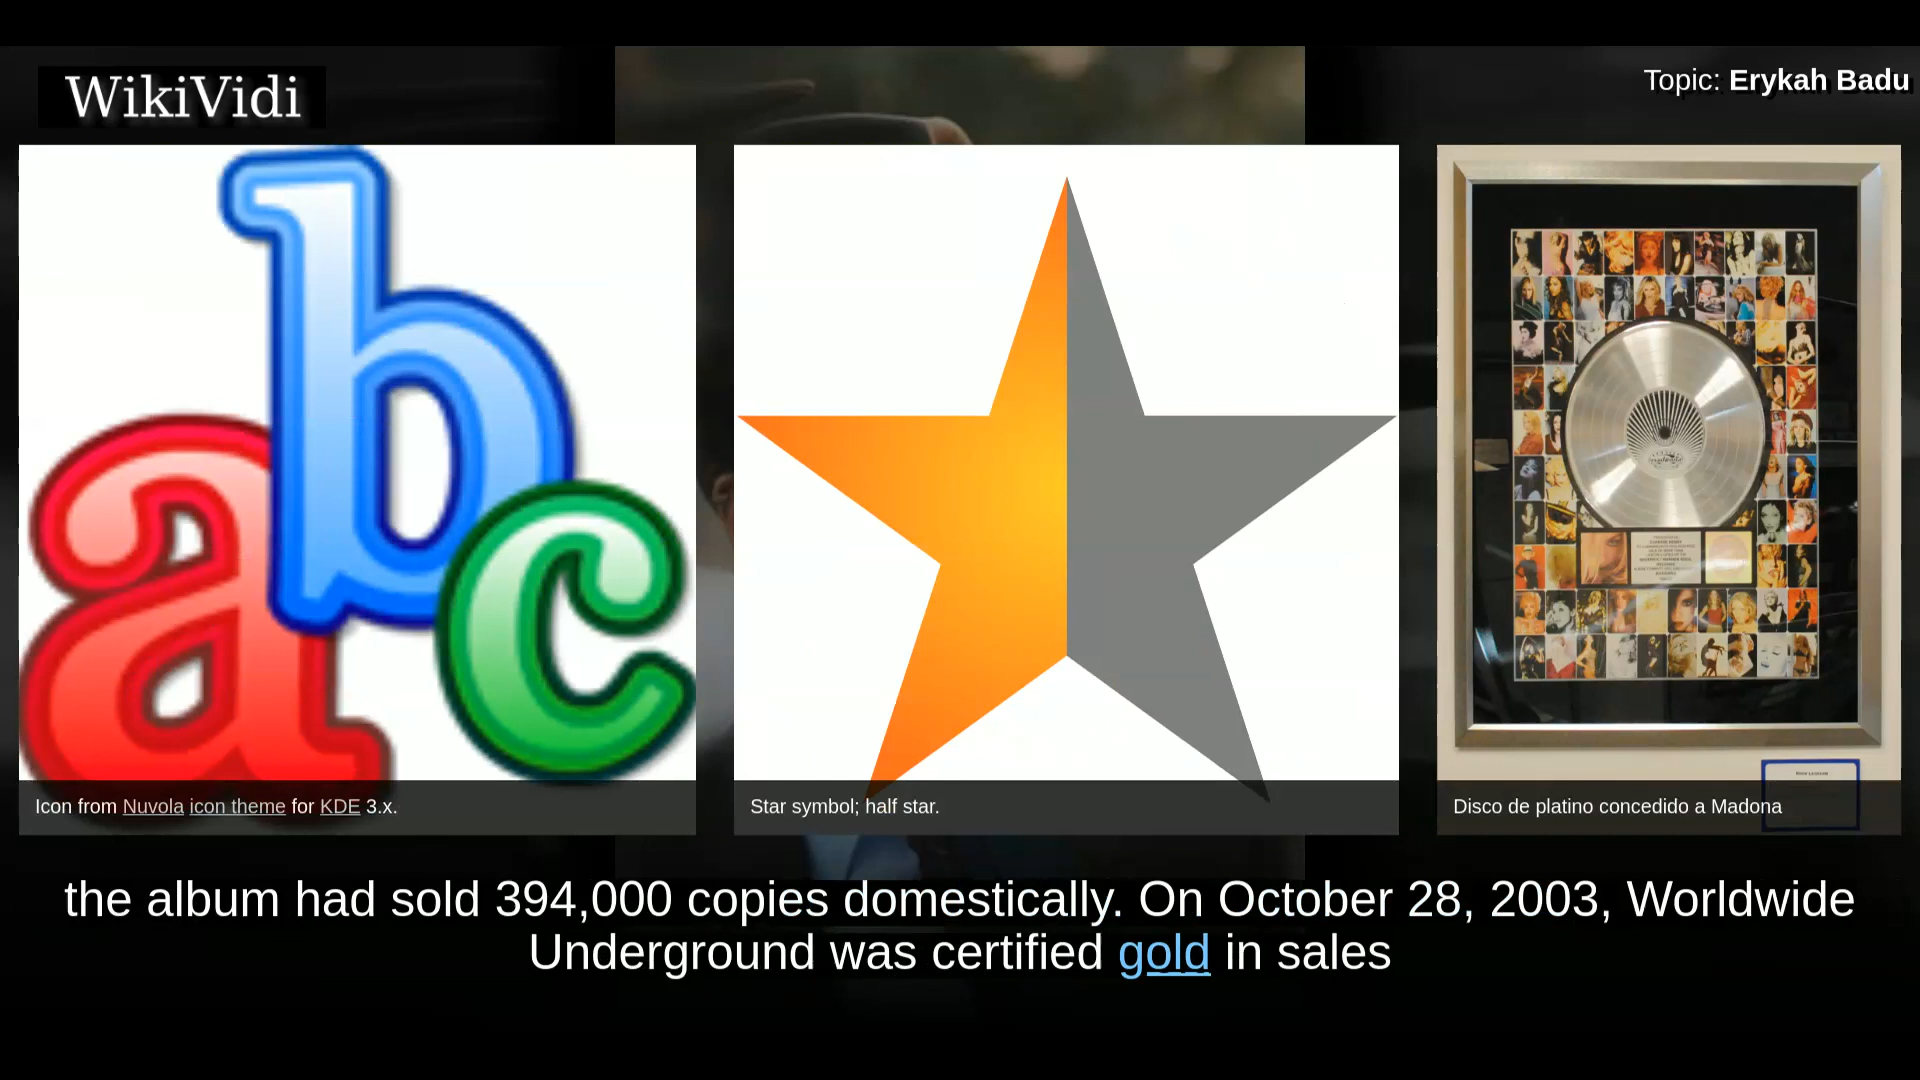 WikiVidi
Topic: Erykah Badu
abc
Icon from Nuvola icon theme for KDE 3.x.
Star symbol; half star.
Disco de platino concedido a Madona
the album had sold 394,000 copies domestically. On October 28, 2003, Worldwide
Underground was certified gold in sales